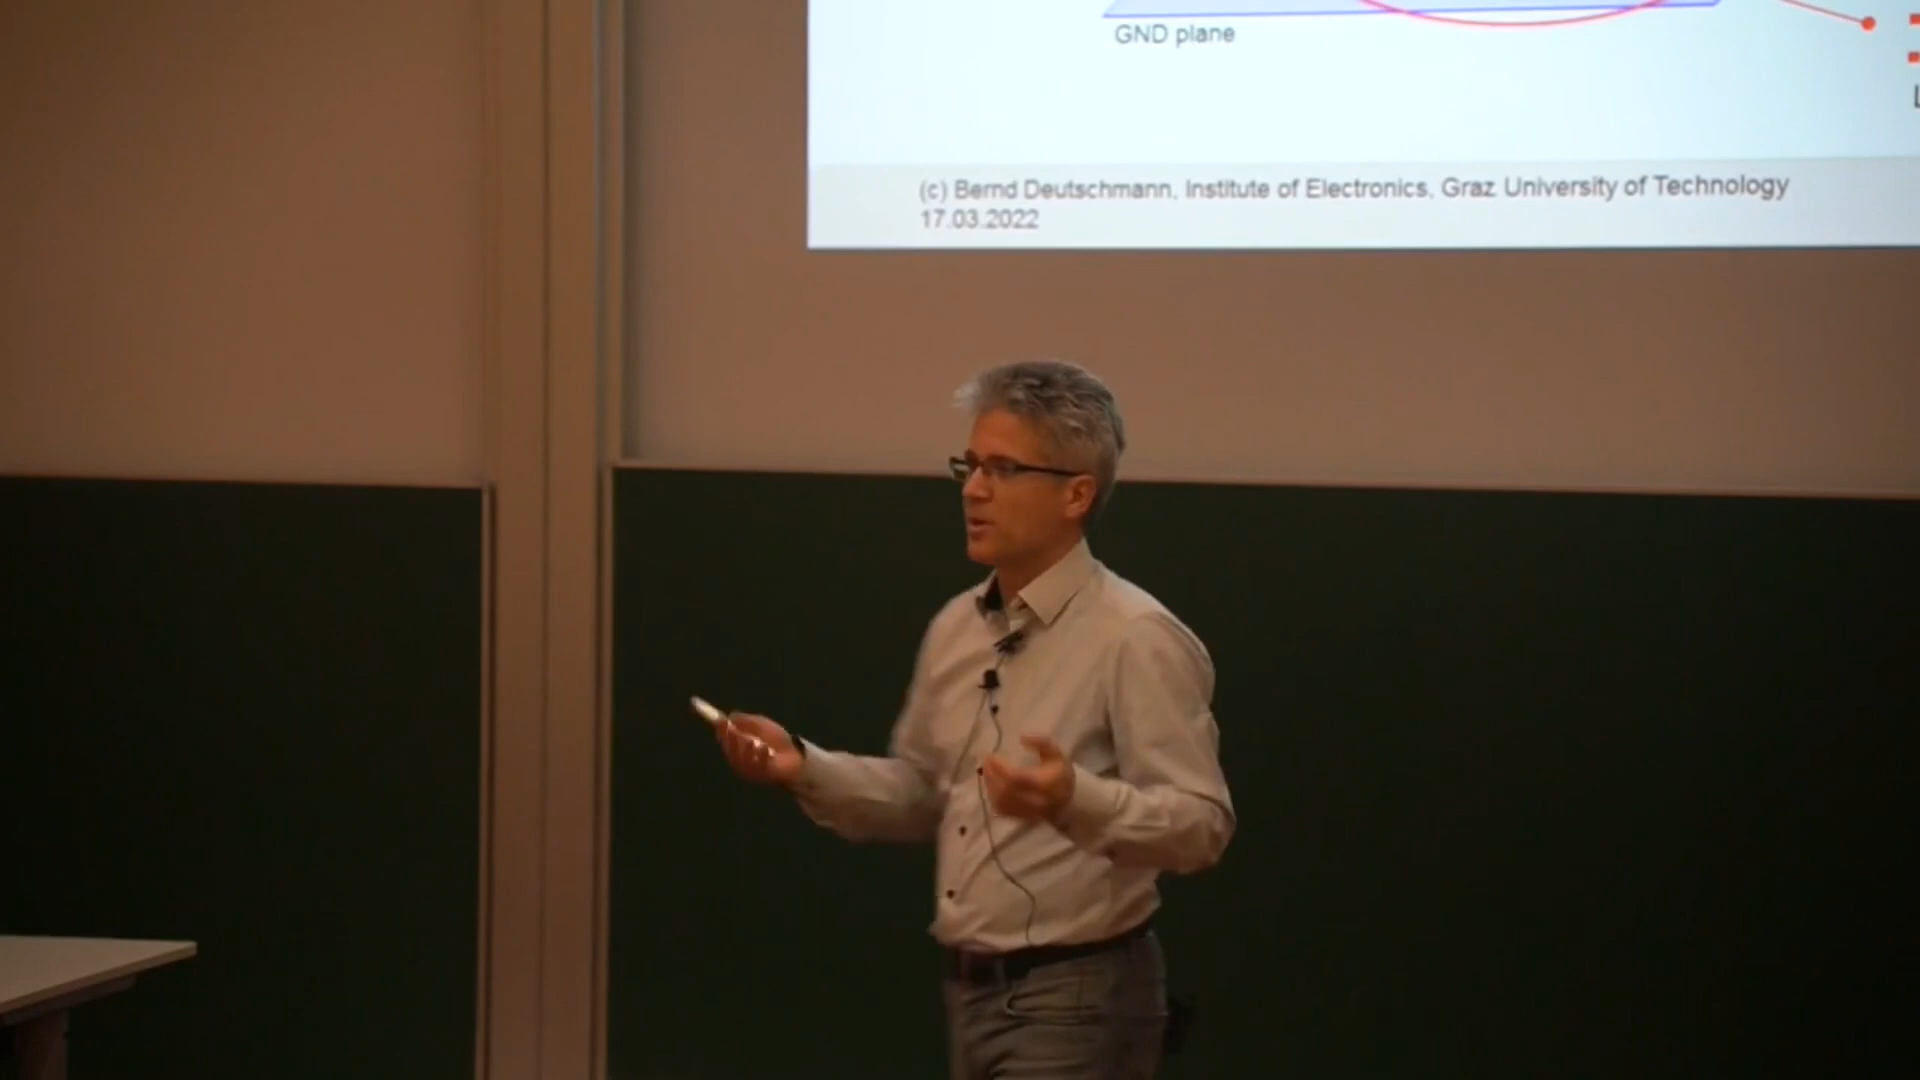 GND plane
(c) Bernd Deutschmann, Institute of Electronics, Graz University of Technology
17.03.2022